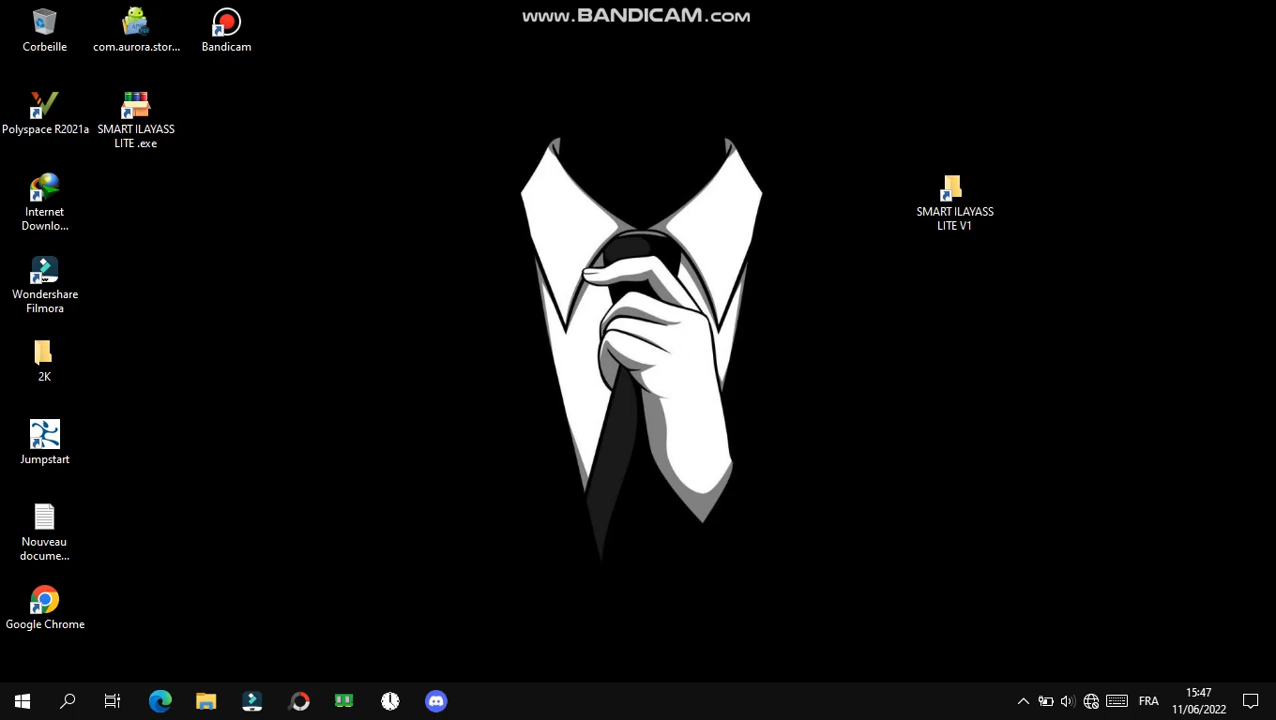 www.BANDICAM.com
Corbeille
com.aurora.stor...
Bandicam
Polyspace R2021a
SMART ILAYASS
LITE .exe
Internet
Downlo...
SMART ILAYASS
LITE V1
Wondershare
Filmora
2K
Jumpstart
Nouveau
docume...
Google Chrome
FRA
15:47
11/06/2022